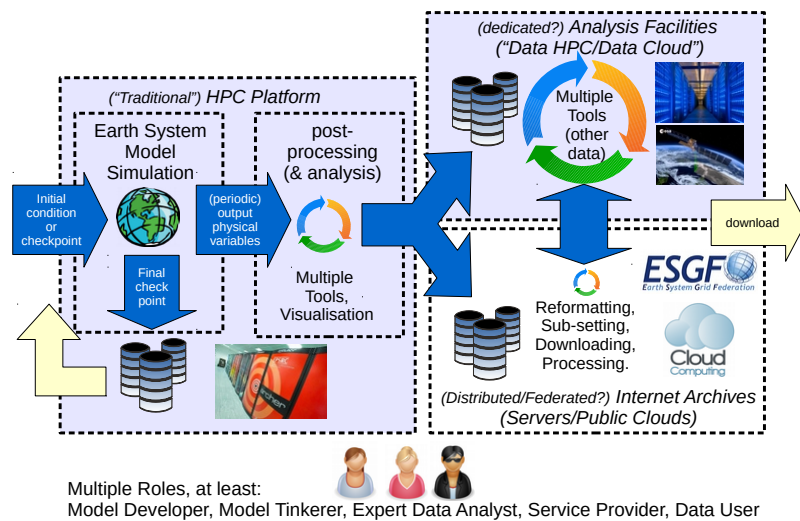 (dedicated?) Analysis Facilities
("Data HPC/Data Cloud")
Multiple
Tools
(other
data)
esa
("Traditional") HPC Platform
Earth System
Model
Simulation
post-
processing
(& analysis)
Initial
condition
or
checkpoint
(periodic)
output
physical
variables
Final
check
point
Multiple
Tools,
Visualisation
archer
download
Reformatting,
Sub-setting,
Downloading,
Processing.
ESGF
Earth System Grid Federation
Cloud
Computing
(Distributed/Federated?) Internet Archives
(Servers/Public Clouds)
Multiple Roles, at least:
Model Developer, Model Tinkerer, Expert Data Analyst, Service Provider, Data User